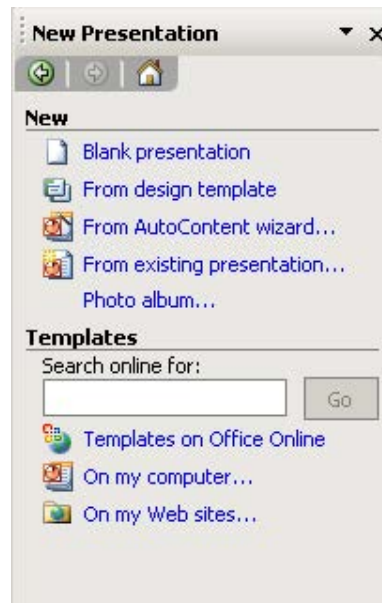 New Presentation
New
Blank presentation
From design template
From AutoContent wizard...
From existing presentation...
Photo album...
Templates
Search online for:
Go
Templates on Office Online
On my computer...
On my Web sites...